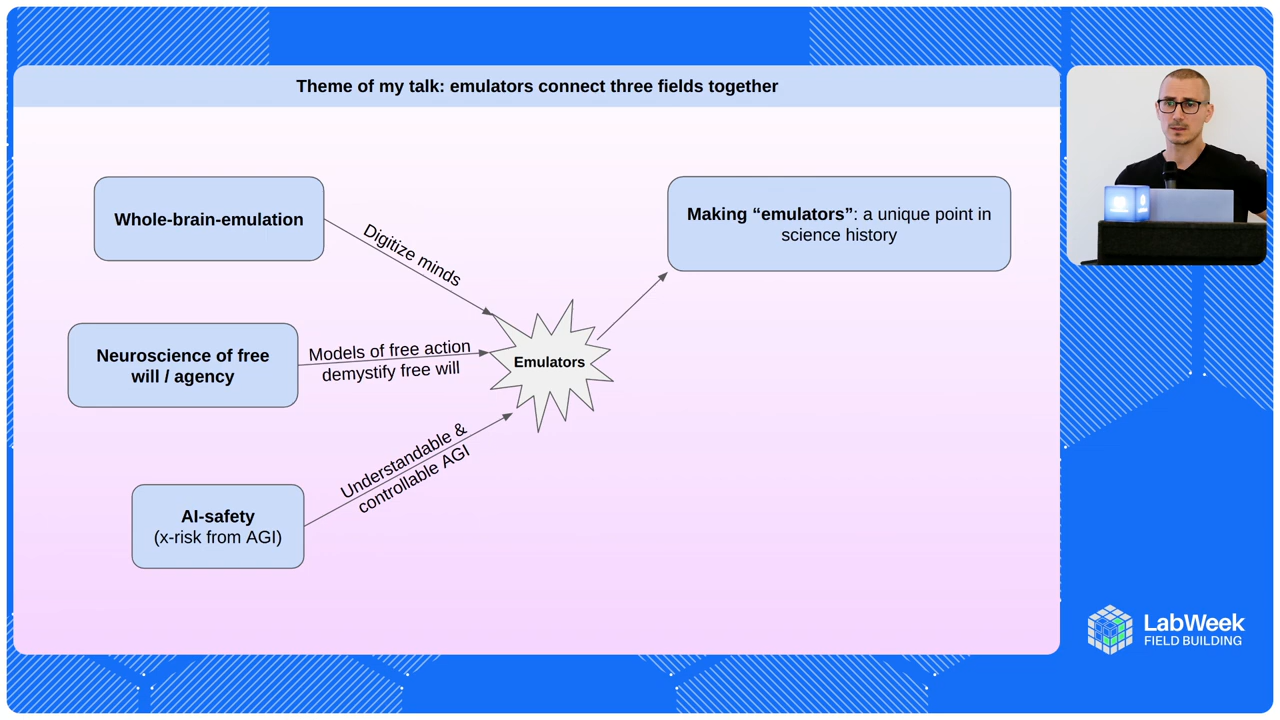 Theme of my talk: emulators connect three fields together
Whole-brain-emulation
Digitize minds
Making “emulators”: a unique point in
science history
Neuroscience of free
will / agency
Models of free action
demystify free will
Emulators
Understandable &
controllable AGI
AI-safety
(x-risk from AGI)
LabWeek
FIELD BUILDING